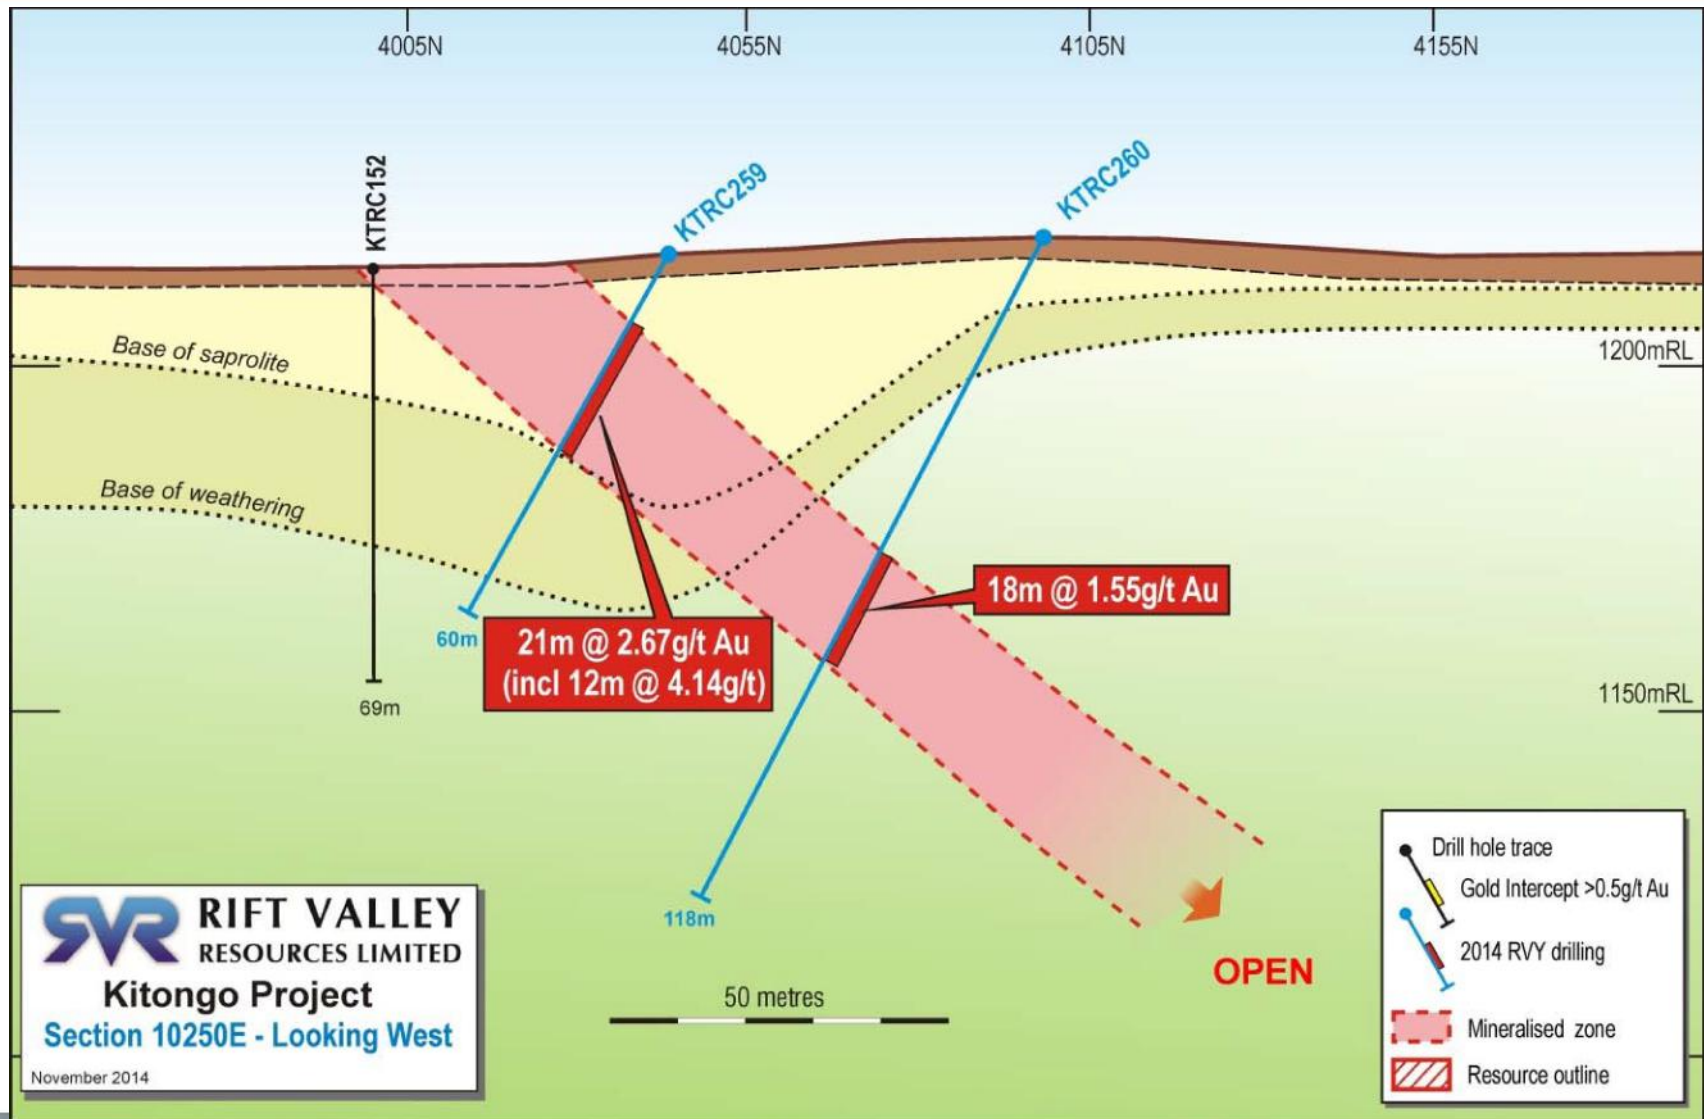 4005N
4055N
4105N
4155N
KTRC152
KTRC259
KTRC260
Base of saprolite
1200mRL
Base of weathering
18m @ 1.55g/t Au
60m
21m @ 2.67g/t Au
(incl 12m @ 4.14g/t)
69m
1150mRL
118m
OPEN
50 metres
SVR RIFT VALLEY
RESOURCES LIMITED
Kitongo Project
Section 10250E - Looking West
November 2014
Drill hole trace
Gold Intercept >0.5g/t Au
2014 RVY drilling
Mineralised zone
Resource outline